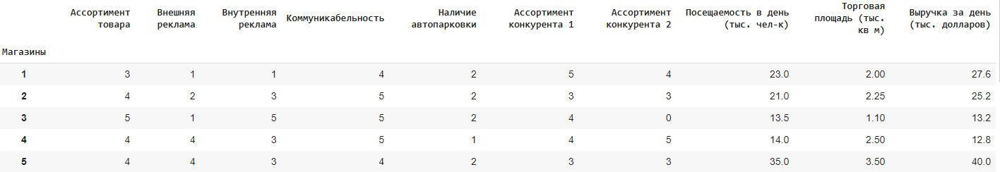 Ассортимент товара Внешняя реклама Внутренняя реклама Коммуникабельность Наличие автопарковки Ассортимент конкурента 1 Ассортимент конкурента 2 Посещаемость в день (тыс. чел-к) Торговая площадь (тыс. кв м) Выручка за день (тыс. долларов)
Магазины
1 3 1 1 4 2 5 4 23.0 2.00 27.6
2 4 2 3 5 2 3 3 21.0 2.25 25.2
3 5 1 5 5 2 4 0 13.5 1.10 13.2
4 4 4 3 5 1 4 5 14.0 2.50 12.8
5 4 4 3 4 2 3 3 35.0 3.50 40.0